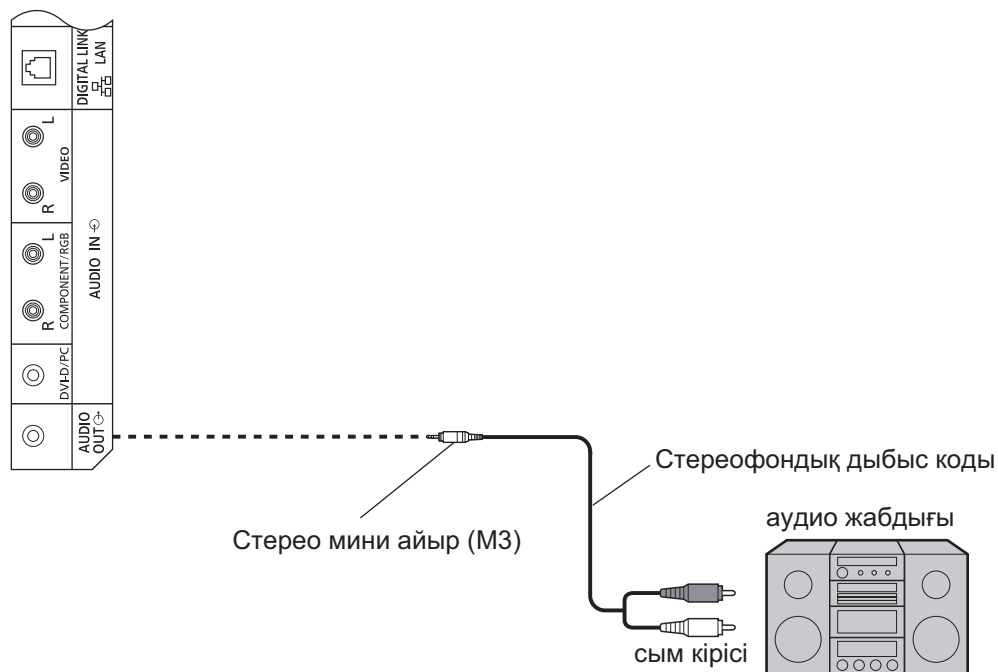 DIGITAL LINK
LAN
L
VIDEO
R
L
COMPONENT/RGB
R
AUDIO IN
DVI-D/PC
AUDIO
OUT
Стереофондық дыбыс коды
аудио жабдығы
Стерео мини айыр (M3)
сым кірісі